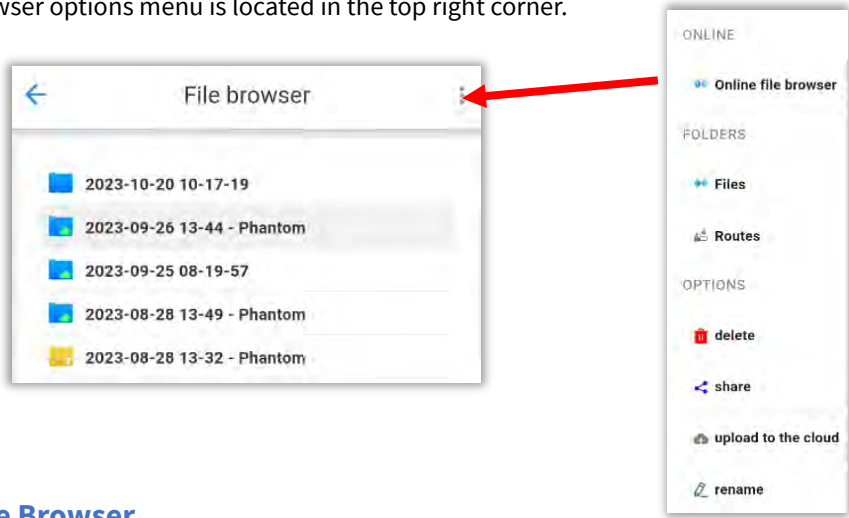 wser options menu is located in the top right corner.
File browser
2023-10-20 10-17-19
2023-09-26 13-44 - Phantom
2023-09-25 08-19-57
2023-08-28 13-49 - Phantom
2023-08-28 13-32 - Phantom
ONLINE
Online file browser
FOLDERS
Files
Routes
OPTIONS
delete
share
upload to the cloud
rename
e Browser